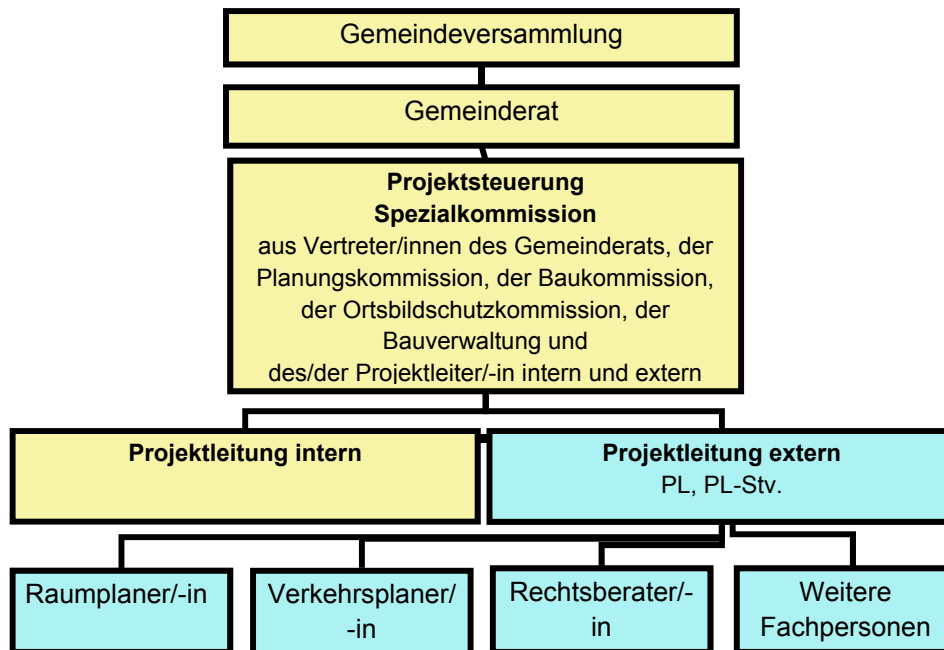 Gemeindeversammlung
Gemeinderat
Projektsteuerung
Spezialkommission
aus Vertreter/innen des Gemeinderats, der
Planungskommission, der Baukommission,
der Ortsbildschutzkommission, der
Bauverwaltung und
des/der Projektleiter/-in intern und extern
Projektleitung intern
Projektleitung extern
PL, PL-Stv.
Raumplaner/-in
Verkehrsplaner/
-in
Rechtsberater/-
in
Weitere
Fachpersonen